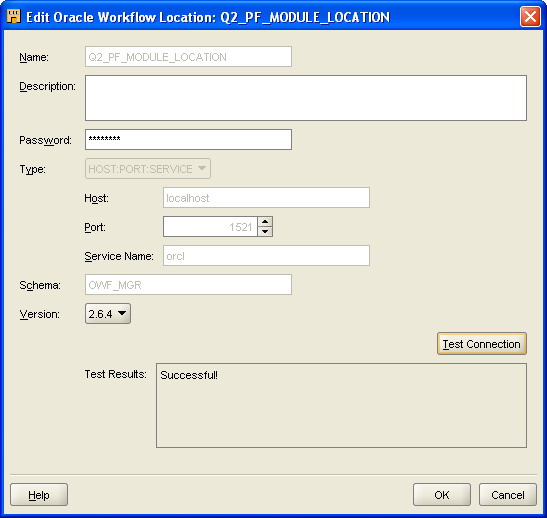 Edit Oracle Workflow Location: Q2_PF_MODULE_LOCATION
Name: Q2_PF_MODULE_LOCATION
Description:
Password: ********
Type: HOST:PORT:SERVICE
Host: localhost
Port: 1521
Service Name: orcl
Schema: OWF_MGR
Version: 2.6.4
Test Connection
Test Results: Successful!
Help OK Cancel